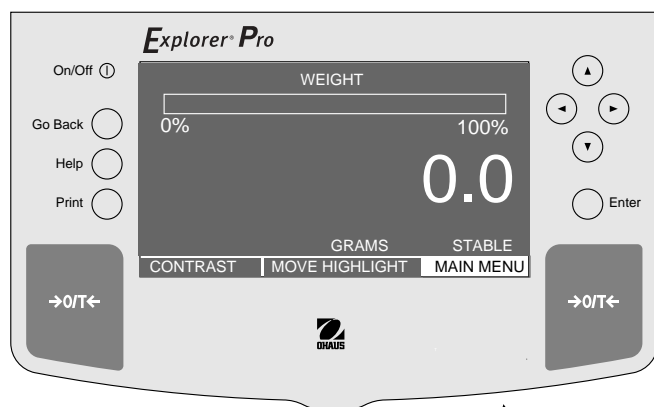 Explorer® Pro
On/Off
WEIGHT
0% 100%
Go Back
Help
Print
0.0
Enter
GRAMS STABLE
CONTRAST MOVE HIGHLIGHT MAIN MENU
→0/T← →0/T←
OHAUS